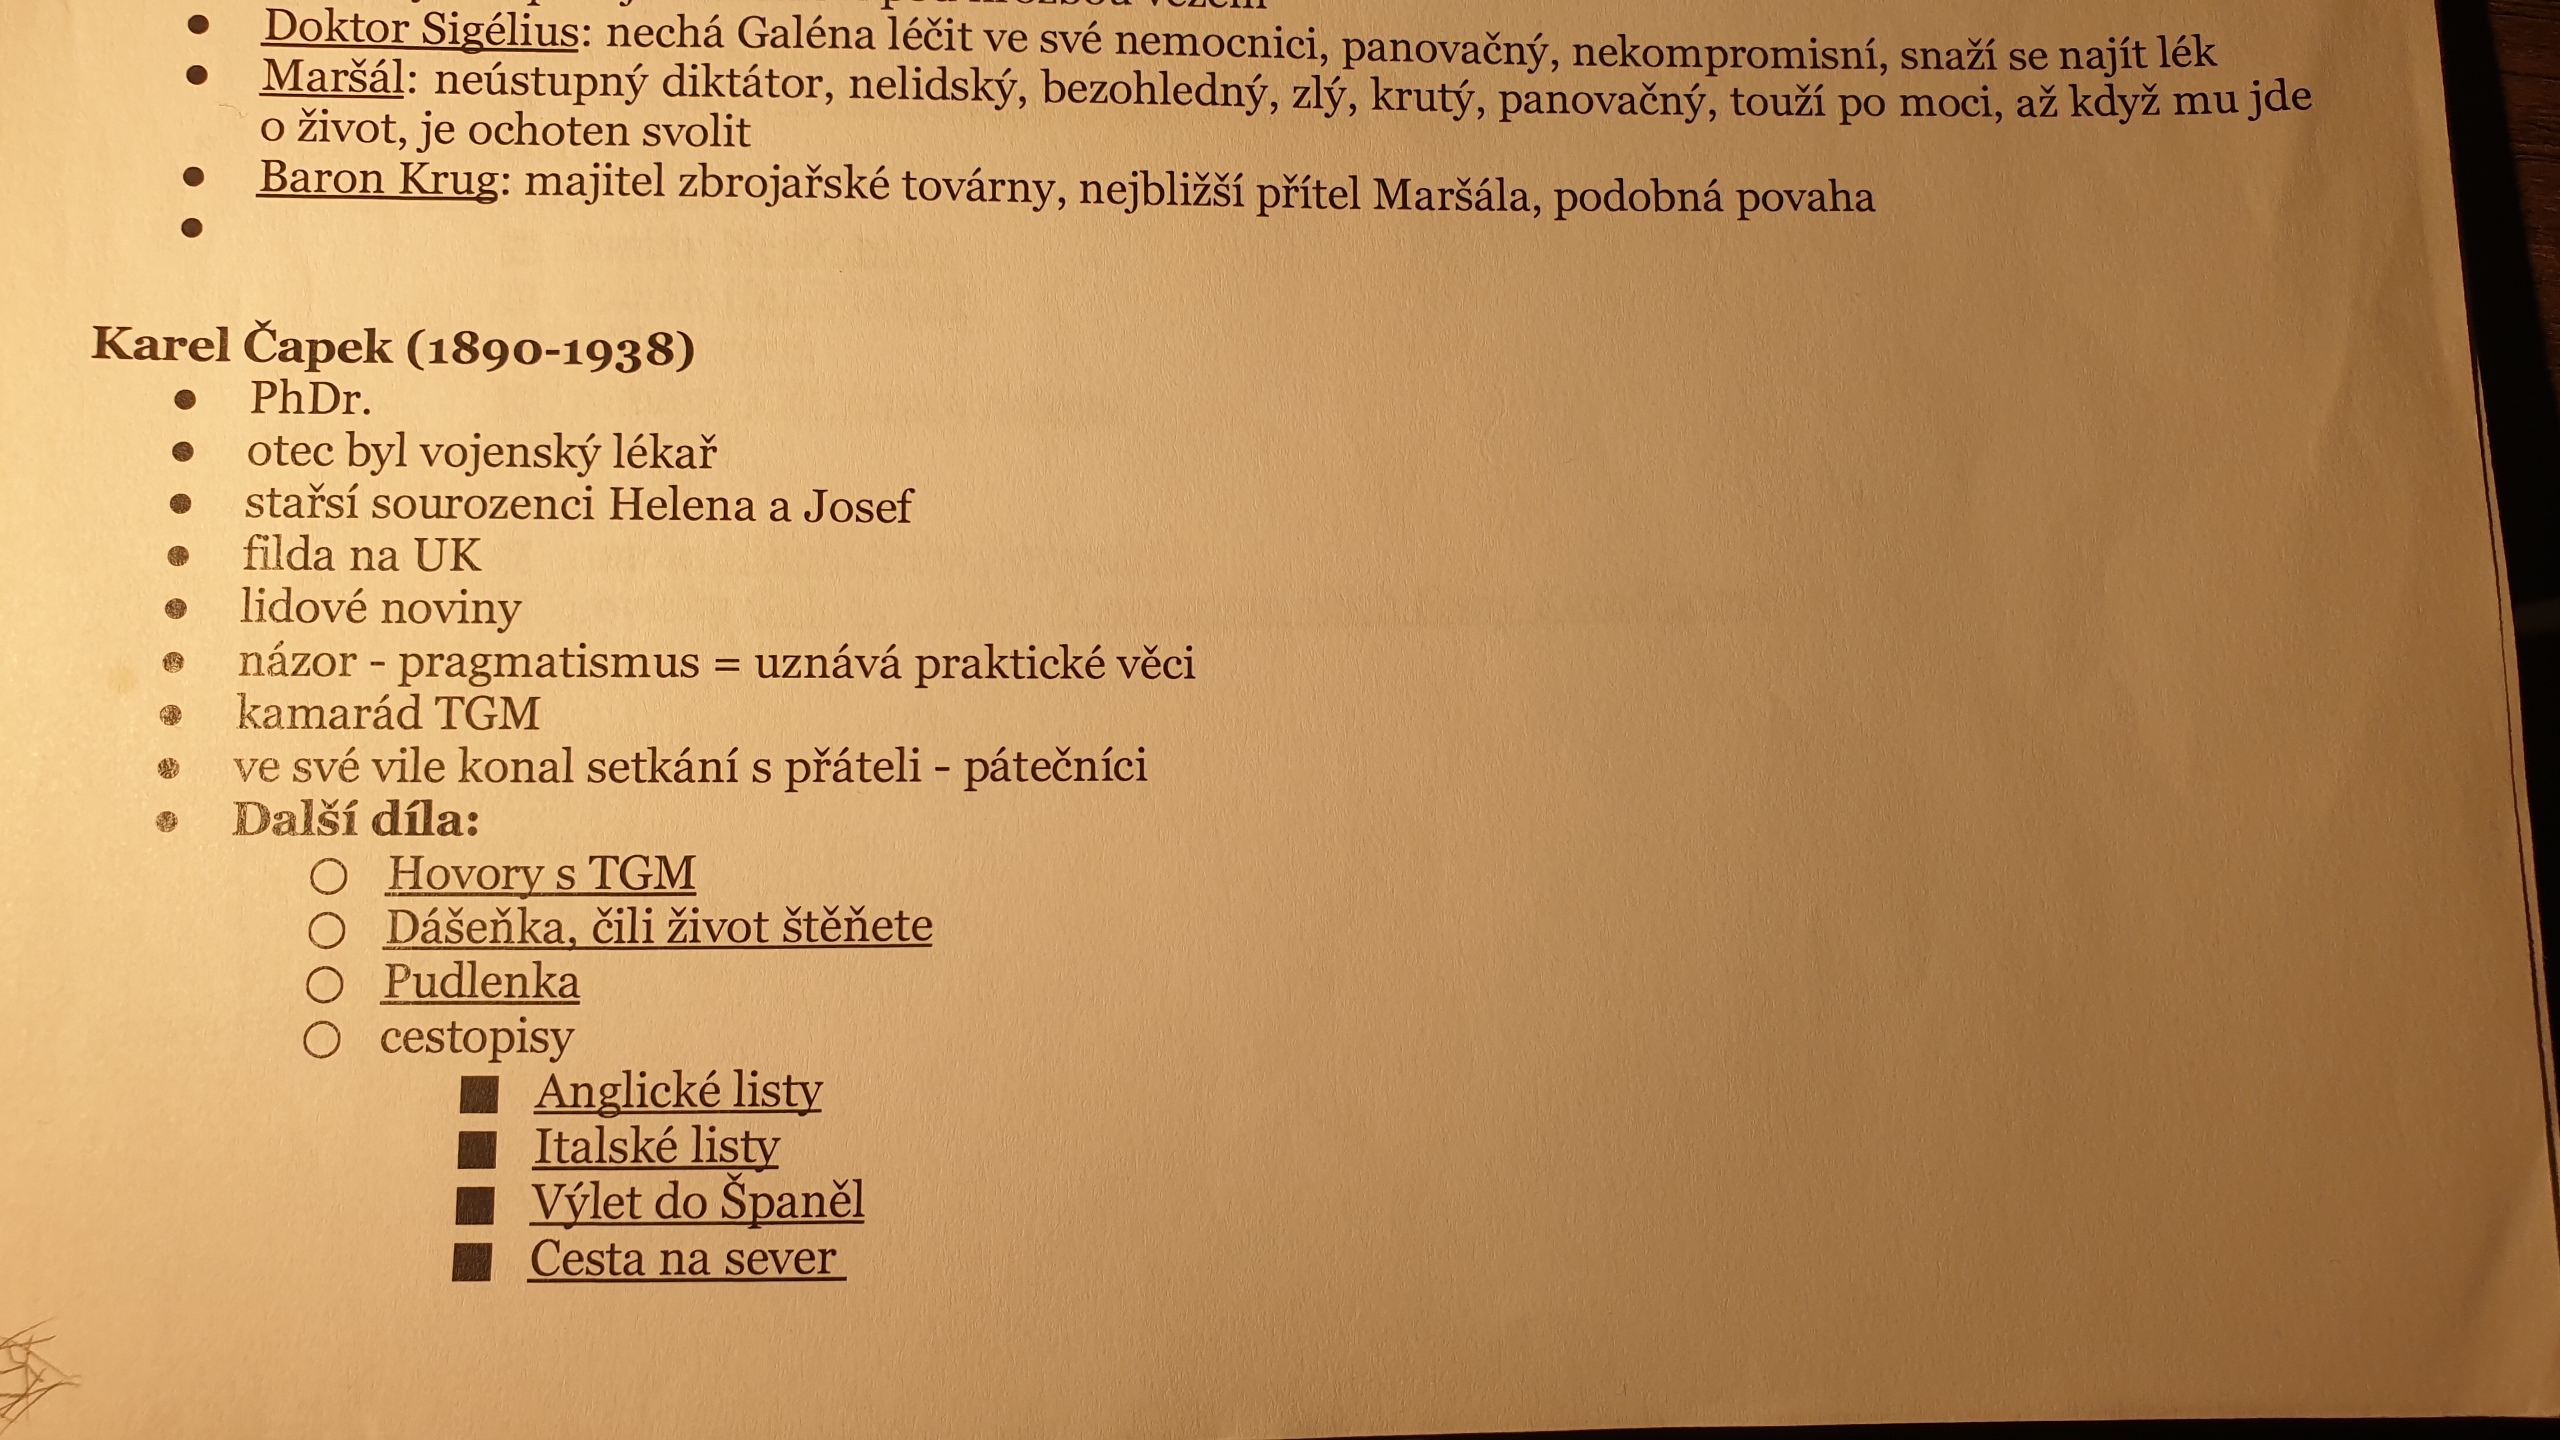 hrozbou vězení
● Doktor Sigélius: nechá Galéna léčit ve své nemocnici, panovačný, nekompromisní, snaží se najít lék
● Maršál: neústupný diktátor, nelidský, bezohledný, zlý, krutý, panovačný, touží po moci, až když mu jde
o život, je ochoten svolit
● Baron Krug: majitel zbrojařské továrny, nejbližší přítel Maršála, podobná povaha
●
Karel Čapek (1890-1938)
● PhDr.
● otec byl vojenský lékař
● stařsí sourozenci Helena a Josef
● filda na UK
● lidové noviny
● názor - pragmatismus = uznává praktické věci
● kamarád TGM
● ve své vile konal setkání s přáteli - pátečníci
● Další díla:
○ Hovory s TGM
○ Dášeňka, čili život štěňete
○ Pudlenka
○ cestopisy
■ Anglické listy
■ Italské listy
■ Výlet do Španěl
■ Cesta na sever